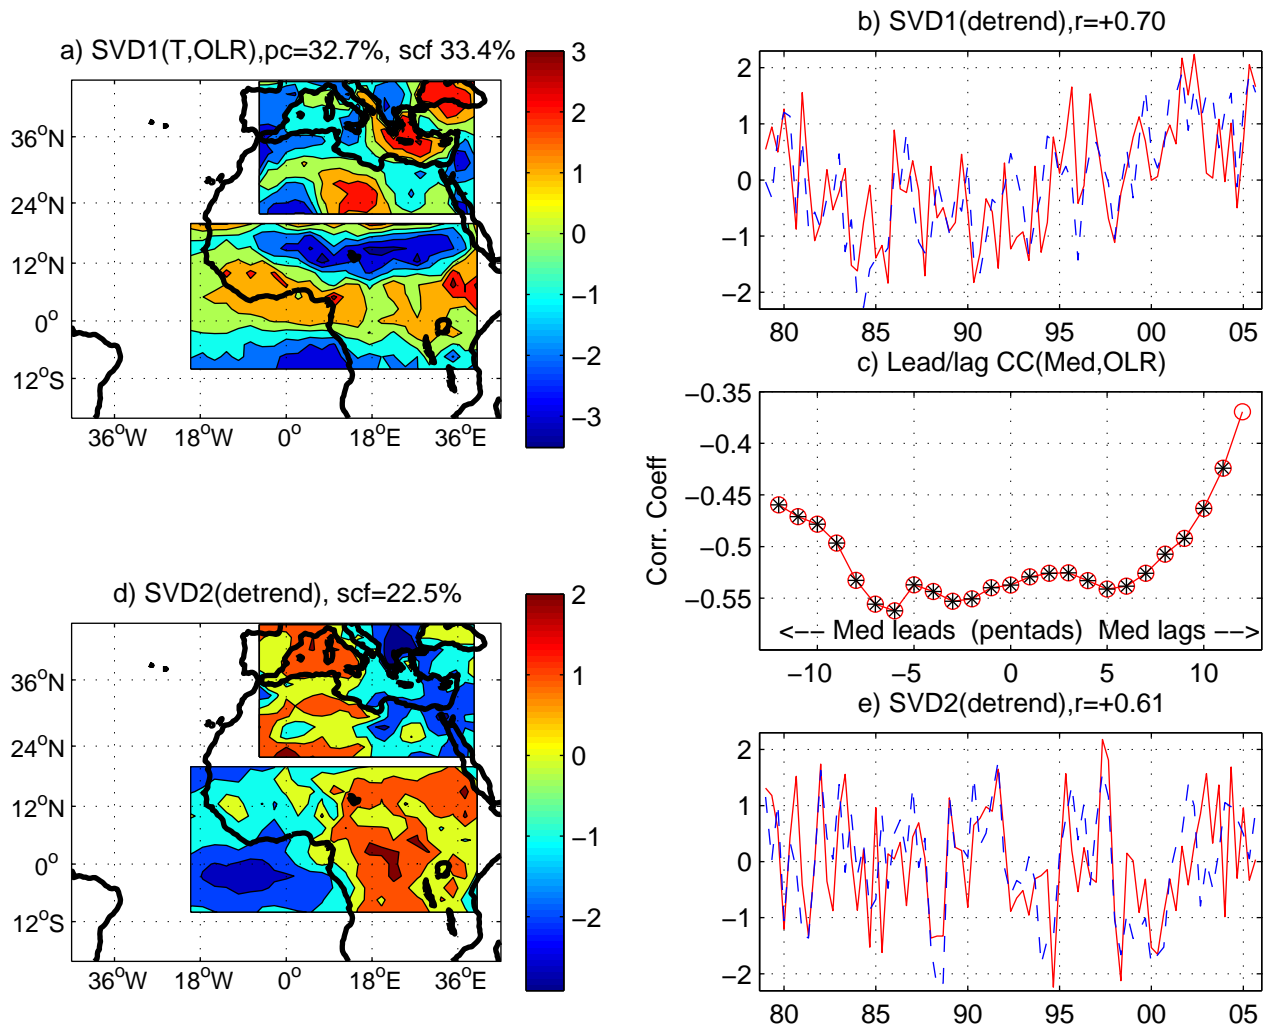 a) SVD1(T,OLR),pc=32.7%, scf 33.4%
36°N
24°N
12°N
0°
12°S
36°W 18°W 0° 18°E 36°E
3
2
1
0
−1
−2
−3
b) SVD1(detrend),r=+0.70
2
1
0
−1
−2
80 85 90 95 00 05
c) Lead/lag CC(Med,OLR)
Corr. Coeff
−0.35
−0.4
−0.45
−0.5
−0.55
<−− Med leads (pentads) Med lags −−>
−10 −5 0 5 10
d) SVD2(detrend), scf=22.5%
36°N
24°N
12°N
0°
12°S
36°W 18°W 0° 18°E 36°E
2
1
0
−1
−2
e) SVD2(detrend),r=+0.61
2
1
0
−1
−2
80 85 90 95 00 05